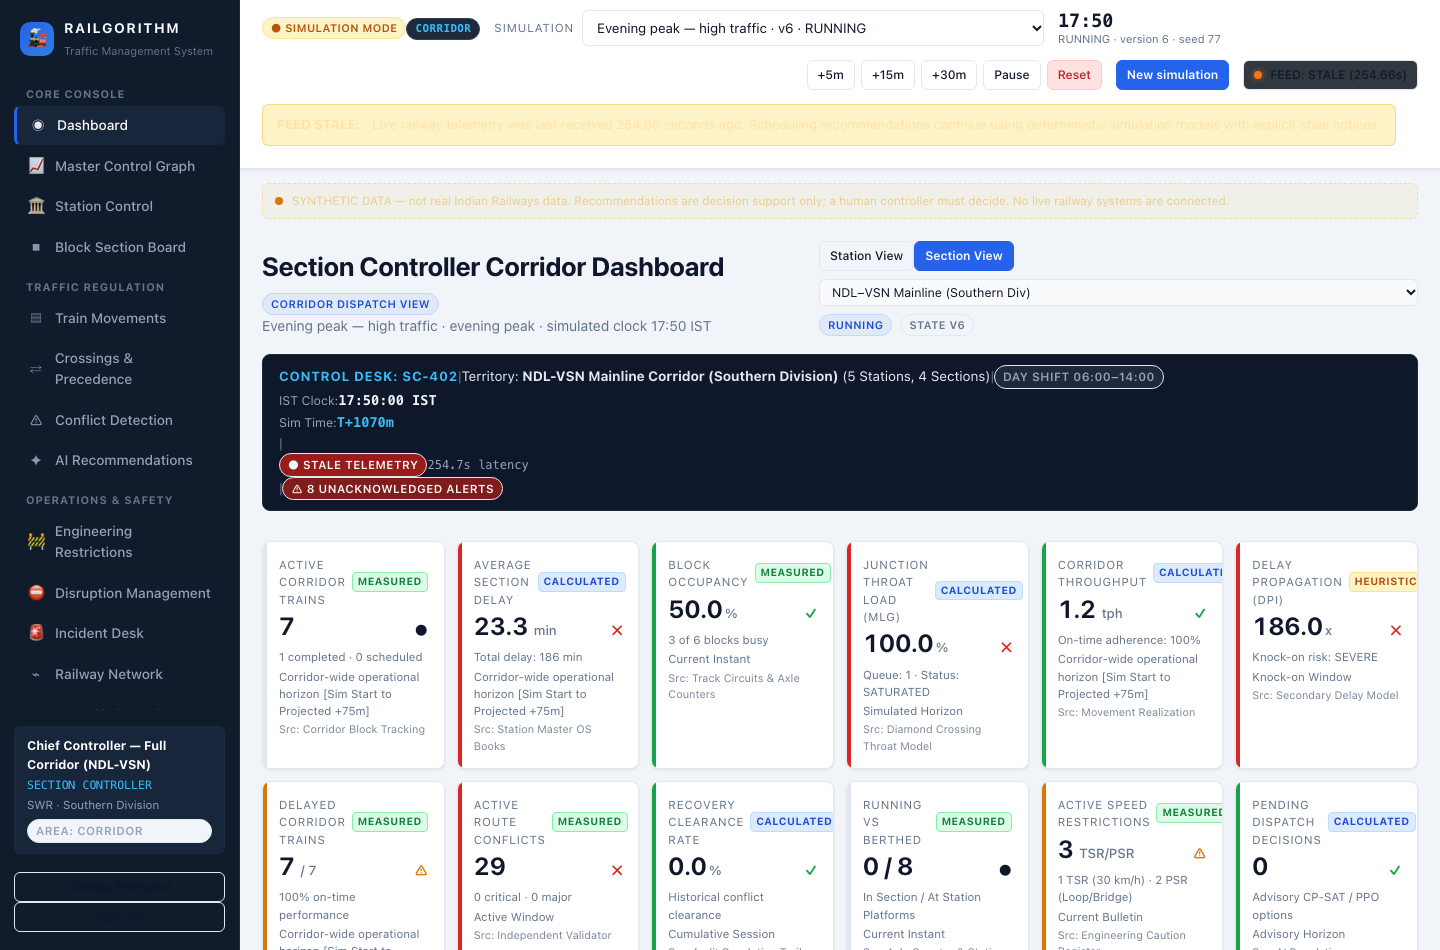 RAILGORITHM
Traffic Management System
CORE CONSOLE
Dashboard
Master Control Graph
Station Control
Block Section Board
TRAFFIC REGULATION
Train Movements
Crossings &
Precedence
Conflict Detection
AI Recommendations
OPERATIONS & SAFETY
Engineering
Restrictions
Disruption Management
Incident Desk
Railway Network
Chief Controller — Full
Corridor (NDL-VSN)
SECTION CONTROLLER
SWR · Southern Division
AREA: CORRIDOR
SIMULATION MODE
CORRIDOR
SIMULATION
Evening peak — high traffic · v6 · RUNNING
17:50
RUNNING · version 6 · seed 77
+5m
+15m
+30m
Pause
Reset
New simulation
FEED: STALE (254.66s)
FEED STALE: Live railway telemetry was last received 254.66 seconds ago. Scheduling recommendations continue using deterministic simulation models with explicit stale notices.
SYNTHETIC DATA — not real Indian Railways data. Recommendations are decision support only; a human controller must decide. No live railway systems are connected.
Section Controller Corridor Dashboard
CORRIDOR DISPATCH VIEW
Evening peak — high traffic · evening peak · simulated clock 17:50 IST
Station View
Section View
NDL–VSN Mainline (Southern Div)
RUNNING
STATE V6
CONTROL DESK: SC-402|Territory: NDL-VSN Mainline Corridor (Southern Division) (5 Stations, 4 Sections)|DAY SHIFT 06:00–14:00
IST Clock:17:50:00 IST
Sim Time:T+1070m
|
STALE TELEMETRY 254.7s latency
|⚠ 8 UNACKNOWLEDGED ALERTS
ACTIVE CORRIDOR TRAINS
MEASURED
7
1 completed · 0 scheduled
Corridor-wide operational
horizon [Sim Start to
Projected +75m]
Src: Corridor Block Tracking
AVERAGE SECTION DELAY
CALCULATED
23.3 min
Total delay: 186 min
Corridor-wide operational
horizon [Sim Start to
Projected +75m]
Src: Station Master OS
Books
BLOCK OCCUPANCY
MEASURED
50.0%
3 of 6 blocks busy
Current Instant
Src: Track Circuits & Axle
Counters
JUNCTION THROAT LOAD (MLG)
CALCULATED
100.0%
Queue: 1 · Status:
SATURATED
Simulated Horizon
Src: Diamond Crossing
Throat Model
CORRIDOR THROUGHPUT
CALCULAT
1.2 tph
On-time adherence: 100%
Corridor-wide operational
horizon [Sim Start to
Projected +75m]
Src: Movement Realization
DELAY PROPAGATION (DPI)
HEURISTIC
186.0x
Knock-on risk: SEVERE
Knock-on Window
Src: Secondary Delay Model
DELAYED CORRIDOR TRAINS
MEASURED
7 / 7
100% on-time
performance
Corridor-wide operational
horizon [Sim Start to
ACTIVE ROUTE CONFLICTS
MEASURED
29
0 critical · 0 major
Active Window
Src: Independent Validator
RECOVERY CLEARANCE RATE
CALCULATED
0.0%
Historical conflict
clearance
Cumulative Session
RUNNING VS BERTHED
MEASURED
0 / 8
In Section / At Station
Platforms
Current Instant
ACTIVE SPEED RESTRICTIONS
MEASURED
3 TSR/PSR
1 TSR (30 km/h) · 2 PSR
(Loop/Bridge)
Current Bulletin
Src: Engineering Caution
PENDING DISPATCH DECISIONS
CALCULATED
0
Advisory CP-SAT / PPO
options
Advisory Horizon